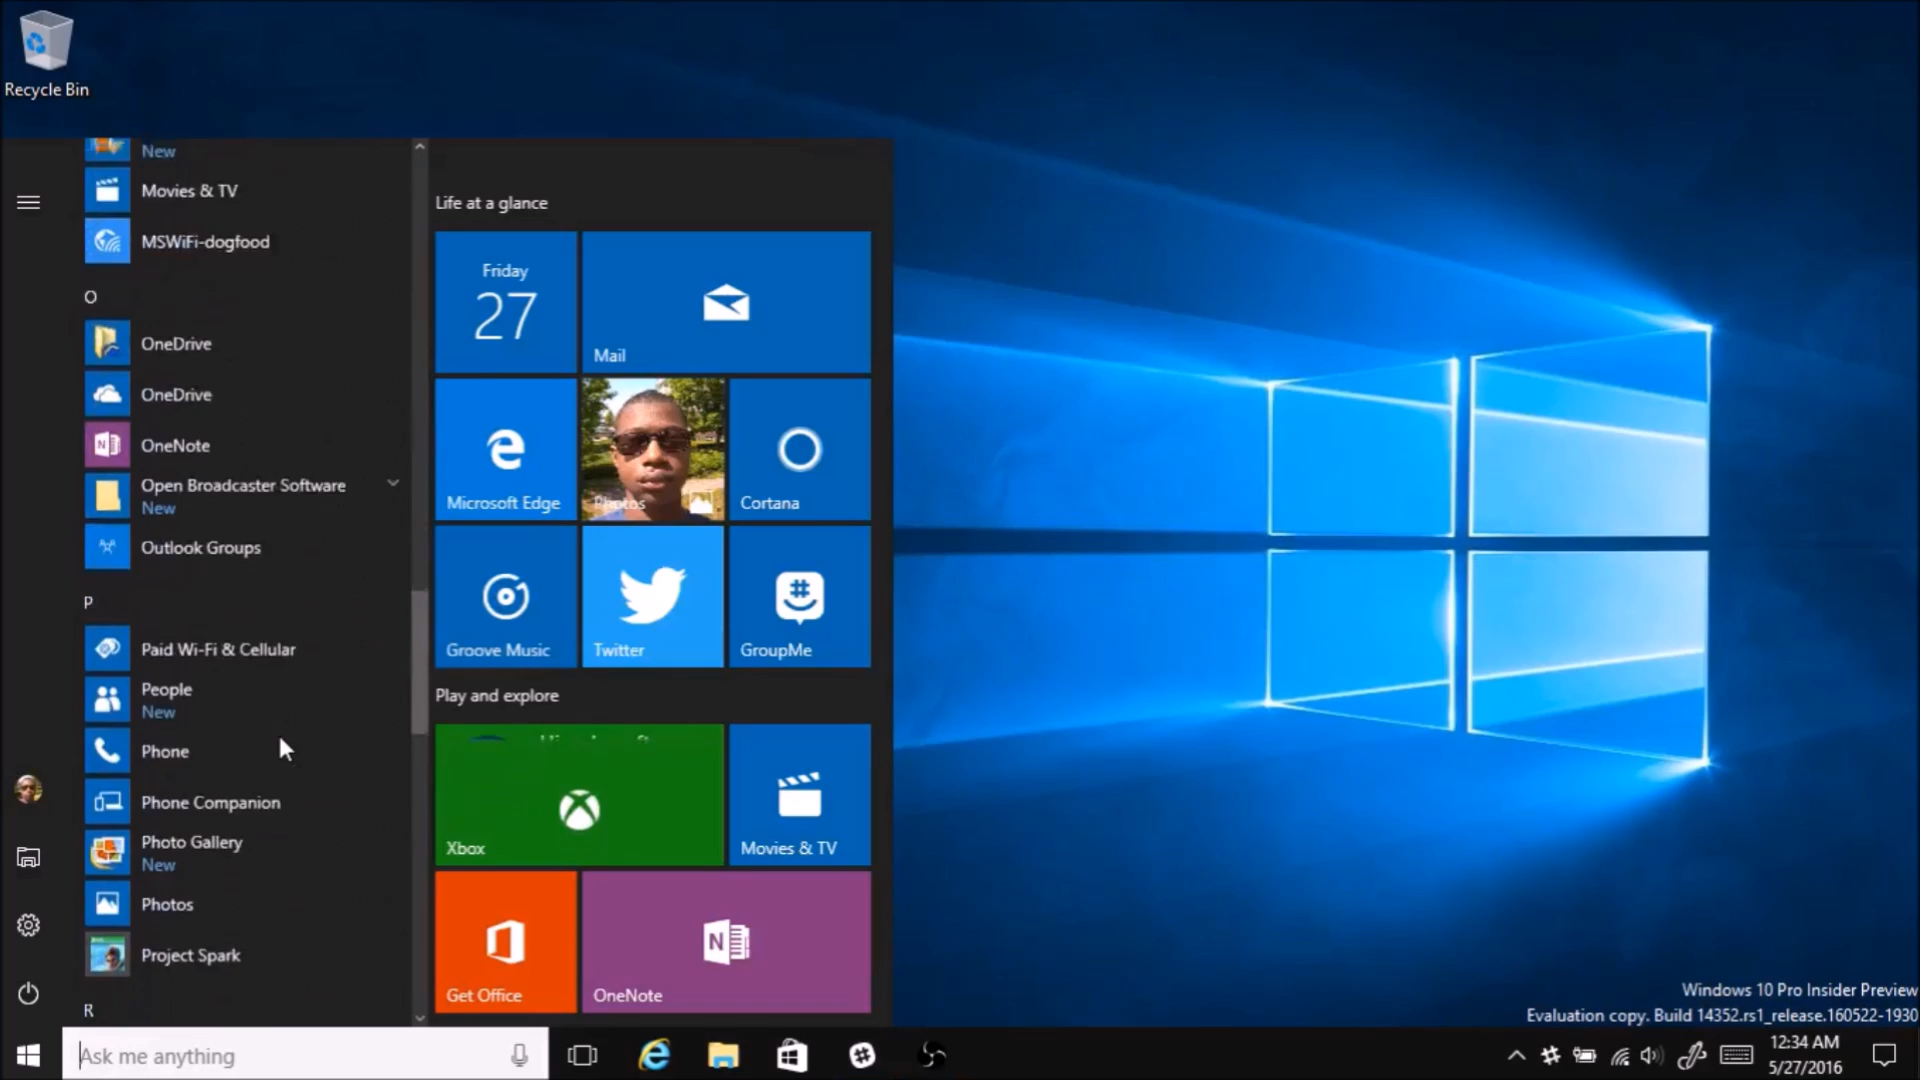 Recycle Bin
New
Movies & TV
MSWiFi-dogfood
O
OneDrive
OneDrive
OneNote
Open Broadcaster Software
New
Outlook Groups
P
Paid Wi-Fi & Cellular
People
New
Phone
Phone Companion
Photo Gallery
New
Photos
Project Spark
R
Life at a glance
Friday
27
Mail
Microsoft Edge
Photos
Cortana
Groove Music
Twitter
GroupMe
Play and explore
Xbox
Movies & TV
Get Office
OneNote
Windows 10 Pro Insider Preview
Evaluation copy. Build 14352.rs1_release.160522-1930
Ask me anything
12:34 AM
5/27/2016